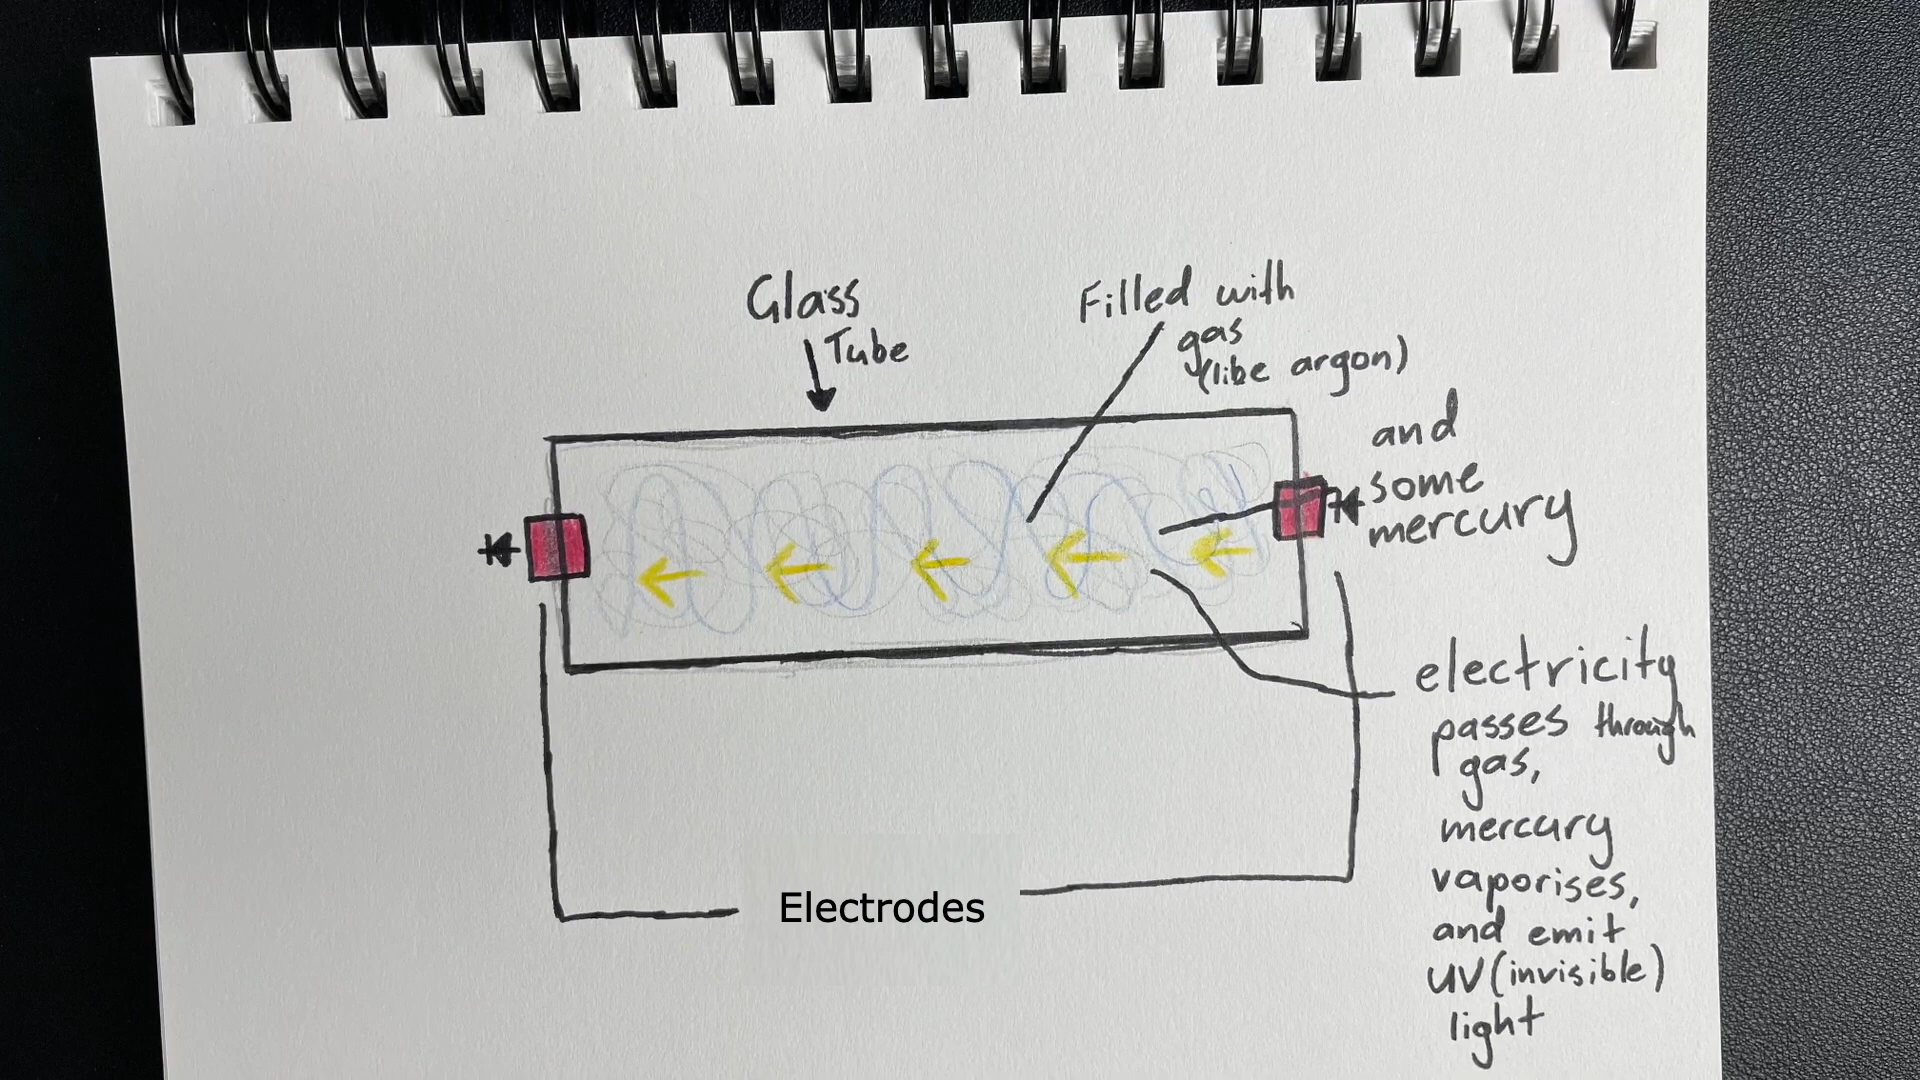 Glass
Tube
Filled with
gas
(like argon)
and
some
mercury
electricity
passes through
gas,
mercury
vaporises,
and emit
UV (invisible)
light
Electrodes